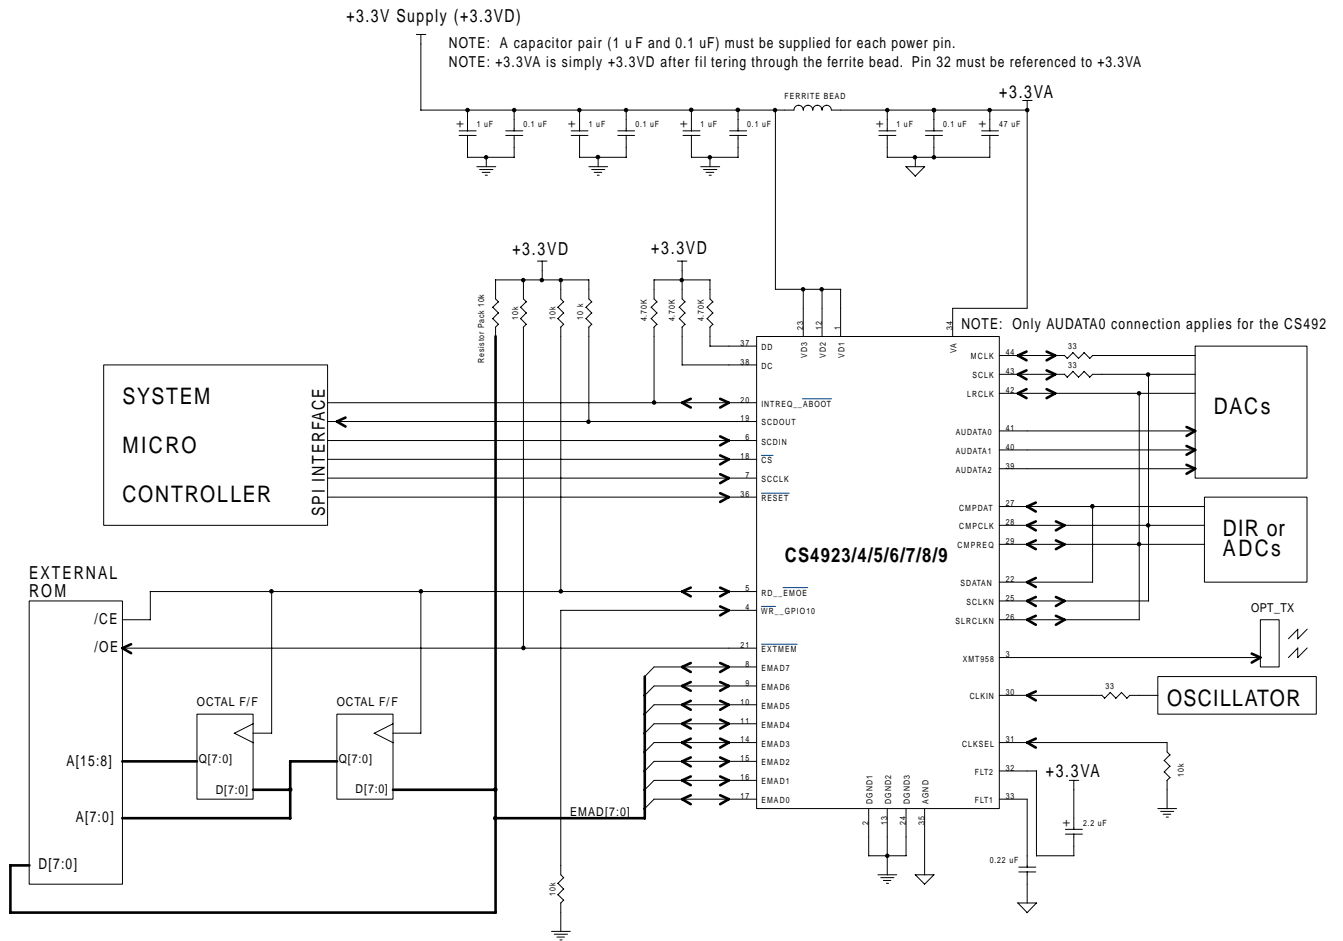 +3.3V Supply (+3.3VD)
NOTE: A capacitor pair (1 uF and 0.1 uF) must be supplied for each power pin.
NOTE: +3.3VA is simply +3.3VD after fil tering through the ferrite bead. Pin 32 must be referenced to +3.3VA
FERRITE BEAD
+3.3VA
+ 1 uF
0.1 uF
+ 1 uF
0.1 uF
+ 1 uF
0.1 uF
+ 1 uF
0.1 uF
+ 47 uF
+3.3VD
+3.3VD
Resistor Pack 10k
10k
10k
10 k
4.70K
4.70K
4.70K
23
12
1
34
VD3
VD2
VD1
VA
NOTE: Only AUDATA0 connection applies for the CS492
SYSTEM
MICRO
CONTROLLER
SPI INTERFACE
37 DD
38 DC
20 INTREQ__ABOOT
19 SCDOUT
6 SCDIN
18 CS
7 SCCLK
36 RESET
CS4923/4/5/6/7/8/9
5 RD__EMOE
4 WR__GPIO10
21 EXTMEM
8 EMAD7
9 EMAD6
10 EMAD5
11 EMAD4
14 EMAD3
15 EMAD2
16 EMAD1
17 EMAD0
MCLK 44
33
SCLK 43
33
LRCLK 42
AUDATA0 41
AUDATA1 40
AUDATA2 39
DACs
CMPDAT 27
CMPCLK 28
CMPREQ 29
DIR or
ADCs
SDATAN 22
SCLKN 25
SLRCLKN 26
OPT_TX
XMT958 3
CLKIN 30
33
OSCILLATOR
CLKSEL 31
10k
FLT2 32
+3.3VA
FLT1 33
+ 2.2 uF
0.22 uF
DGND1
DGND2
DGND3
AGND
2
13
24
35
EXTERNAL
ROM
/CE
/OE
OCTAL F/F
OCTAL F/F
A[15:8]
Q[7:0]
Q[7:0]
D[7:0]
D[7:0]
A[7:0]
EMAD[7:0]
D[7:0]
10k